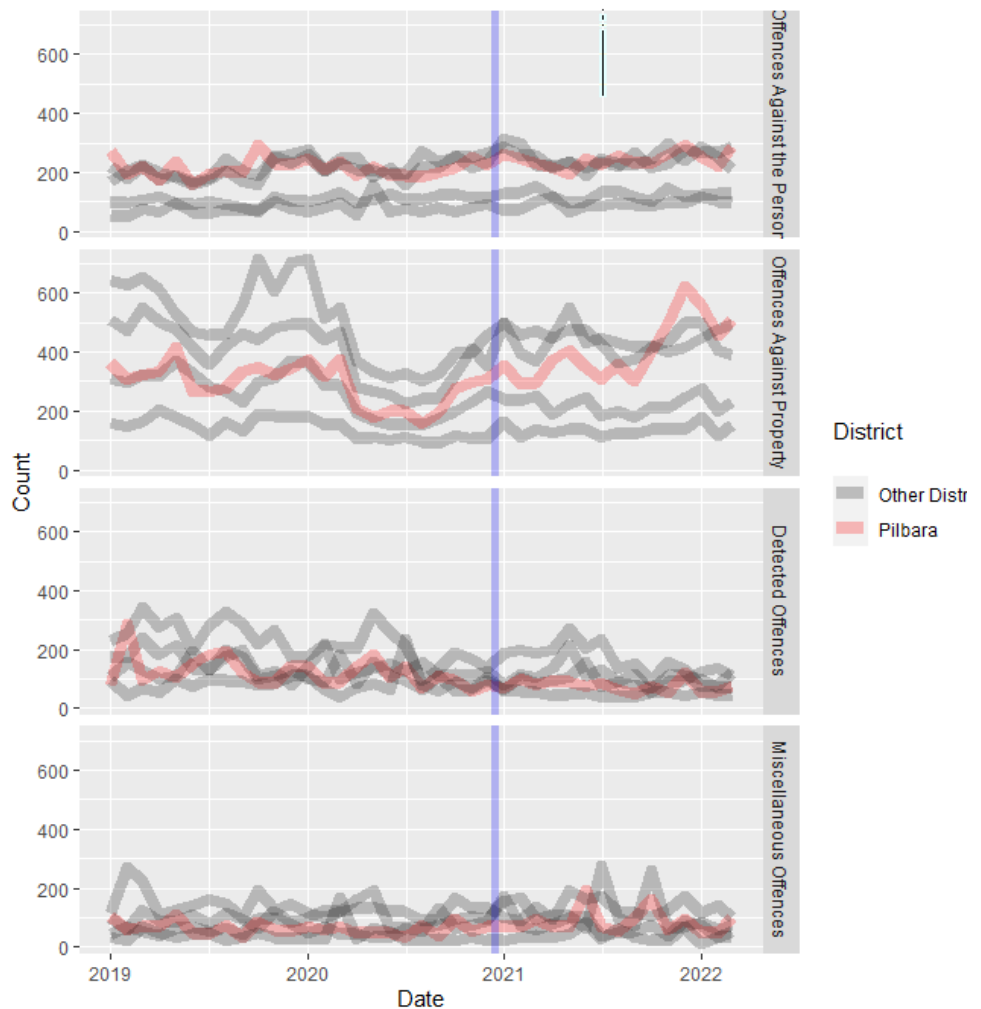 Count
600
400
200
0
Offences Against the Person
600
400
200
0
Offences Against Property
600
400
200
0
Detected Offences
600
400
200
0
Miscellaneous Offences
2019 2020 2021 2022
Date
District
Other Distr
Pilbara